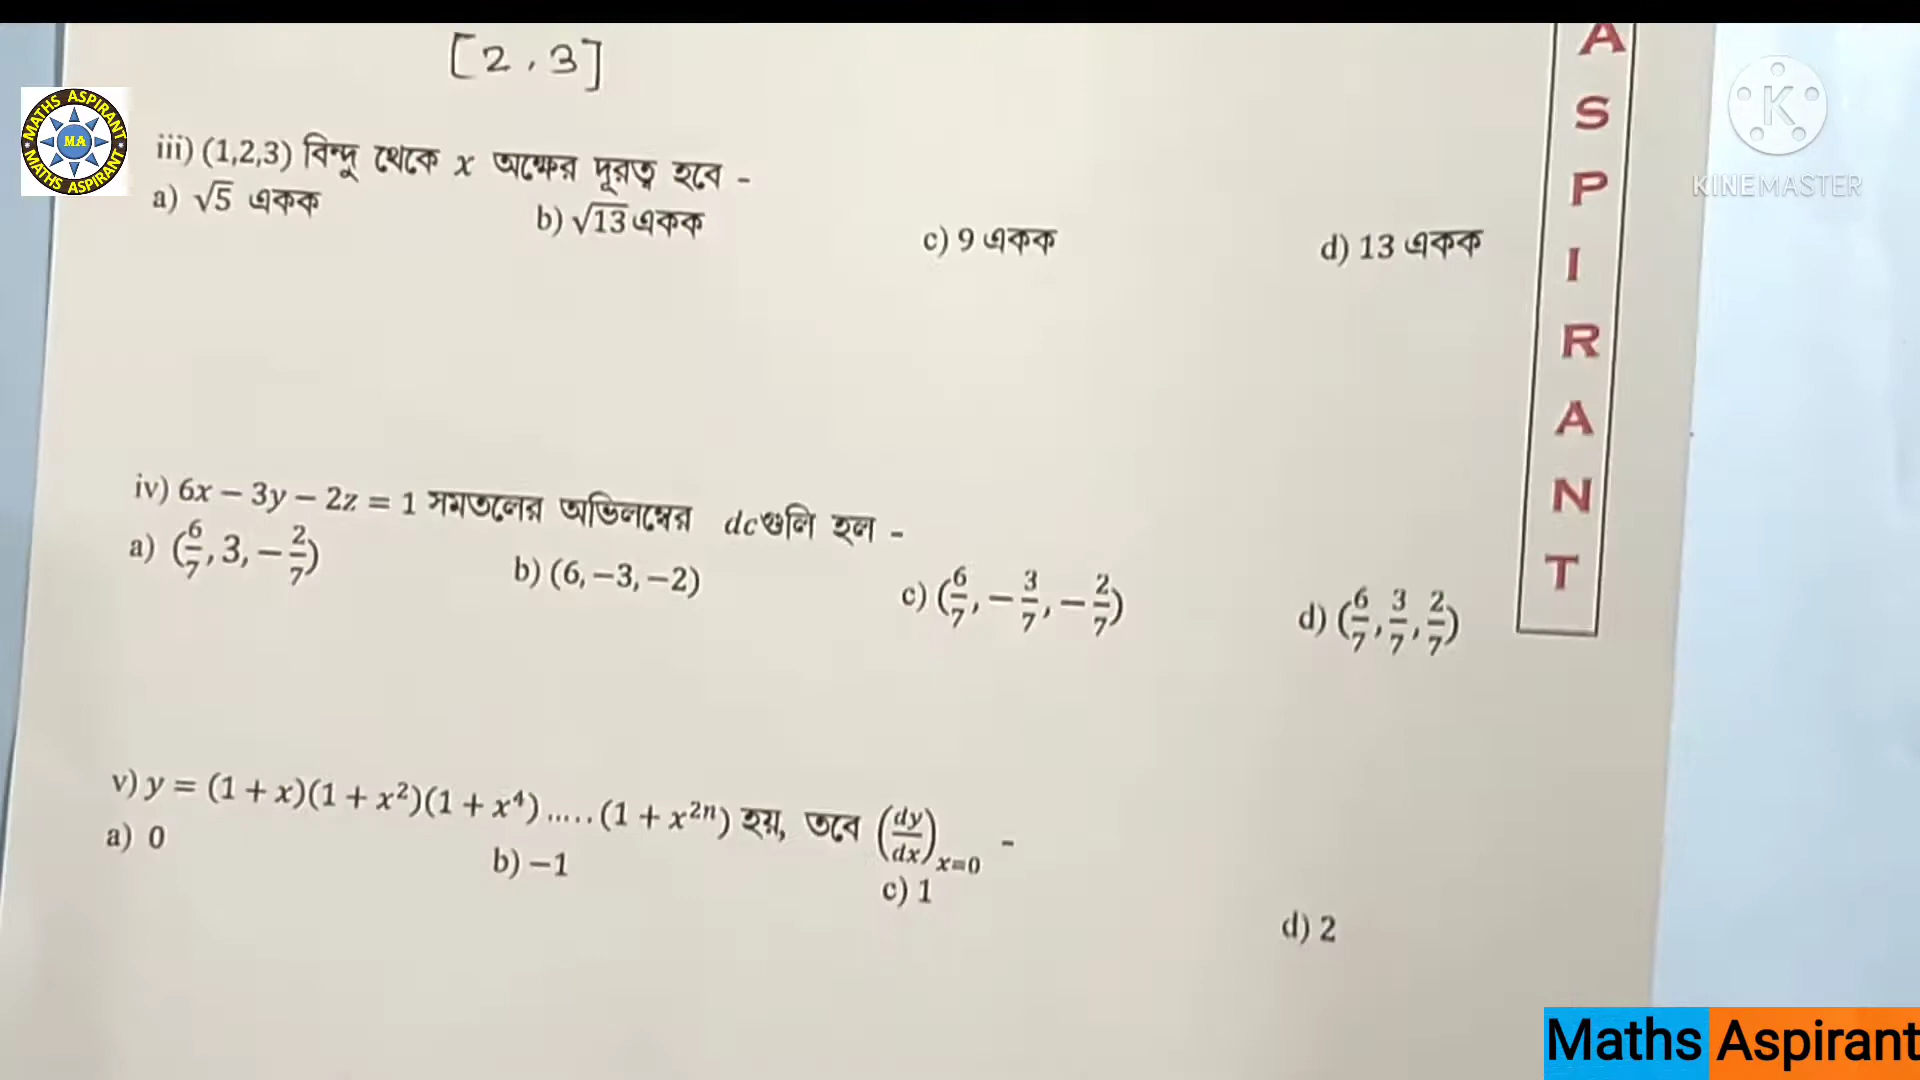 [2, 3]
MATHS ASPIRANT
MA
MATHS ASPIRANT
iii) (1,2,3) বিন্দু থেকে x অক্ষের দূরত্ব হবে -
a) √5 একক b) √13 একক c) 9 একক d) 13 একক
iv) 6x − 3y − 2z = 1 সমতলের অভিলম্বের dcগুলি হল -
a) (6/7, 3, −2/7) b) (6, −3, −2) c) (6/7, −3/7, −2/7) d) (6/7, 3/7, 2/7)
v) y = (1 + x)(1 + x²)(1 + x⁴) ..... (1 + x²ⁿ) হয়, তবে (dy/dx)ₓ₌₀ -
a) 0 b) −1 c) 1 d) 2
ASPIRANT
K
KINEMASTER
Maths Aspirant